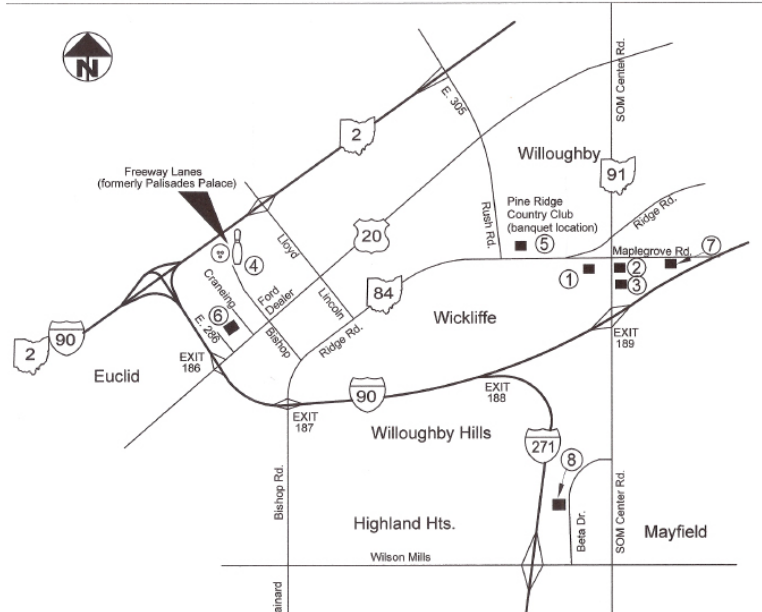 N
SOM Center Rd.
E. 305
2
Willoughby
91
Freeway Lanes
(formerly Palisades Palace)
Pine Ridge
Country Club
(banquet location)
5
Rush Rd.
Ridge Rd.
Maplegrove Rd.
7
20
Lloyd
4
1
2
3
Craneing
Ford
Dealer
Lincoln
84
6
E. 286
Bishop
Ridge Rd.
Wickliffe
EXIT
189
2
90
EXIT
186
Euclid
90
EXIT
188
EXIT
187
Willoughby Hills
271
8
Bishop Rd.
Highland Hts.
Beta Dr.
SOM Center Rd.
Mayfield
Wilson Mills
ainard